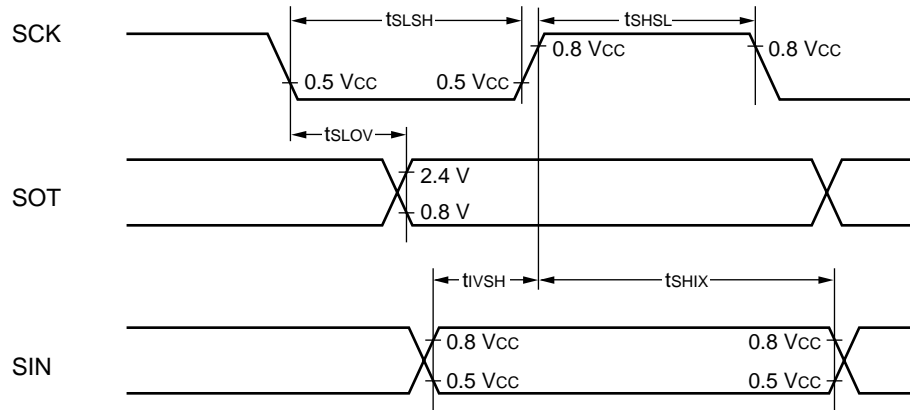 tSLSH tSHSL
SCK
0.8 VCC 0.8 VCC
0.5 VCC 0.5 VCC
tSLOV
2.4 V
SOT
0.8 V
tIVSH tSHIX
0.8 VCC 0.8 VCC
SIN
0.5 VCC 0.5 VCC